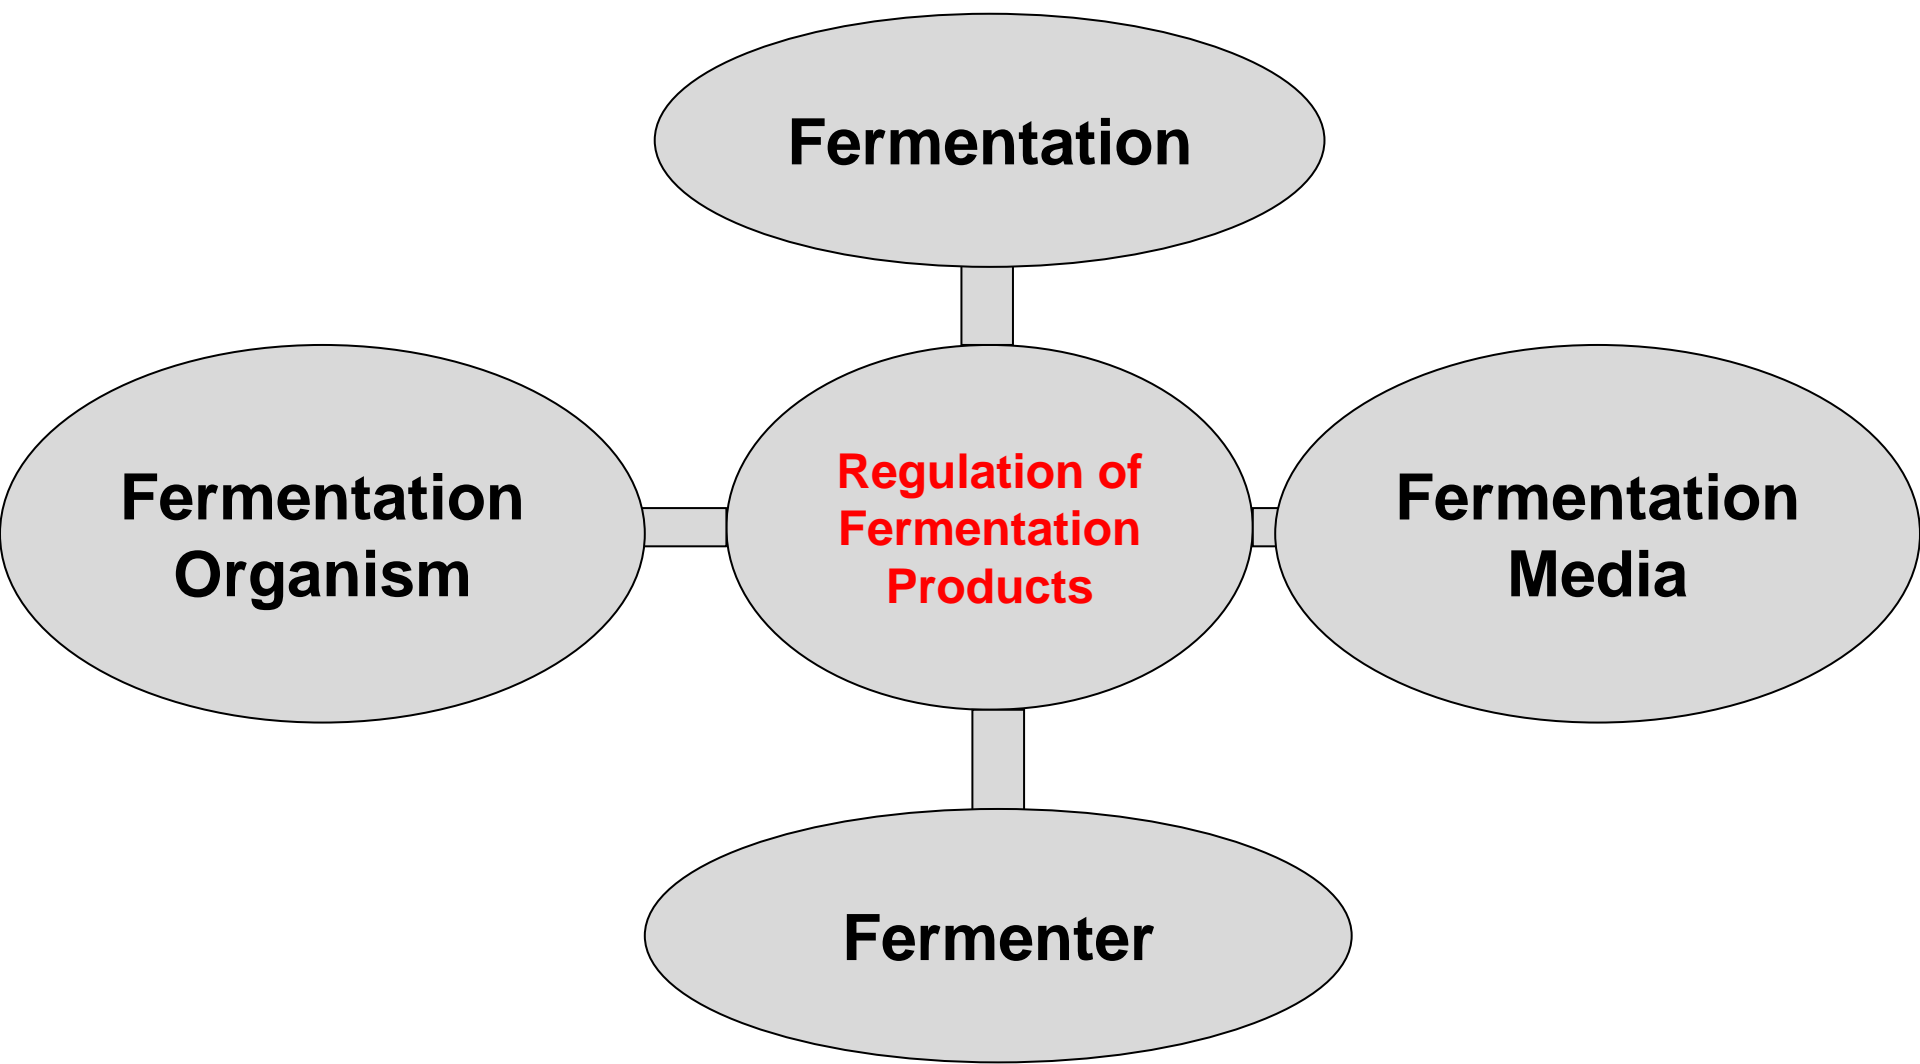 Fermentation
Fermentation
Organism
Regulation of
Fermentation
Products
Fermentation
Media
Fermenter